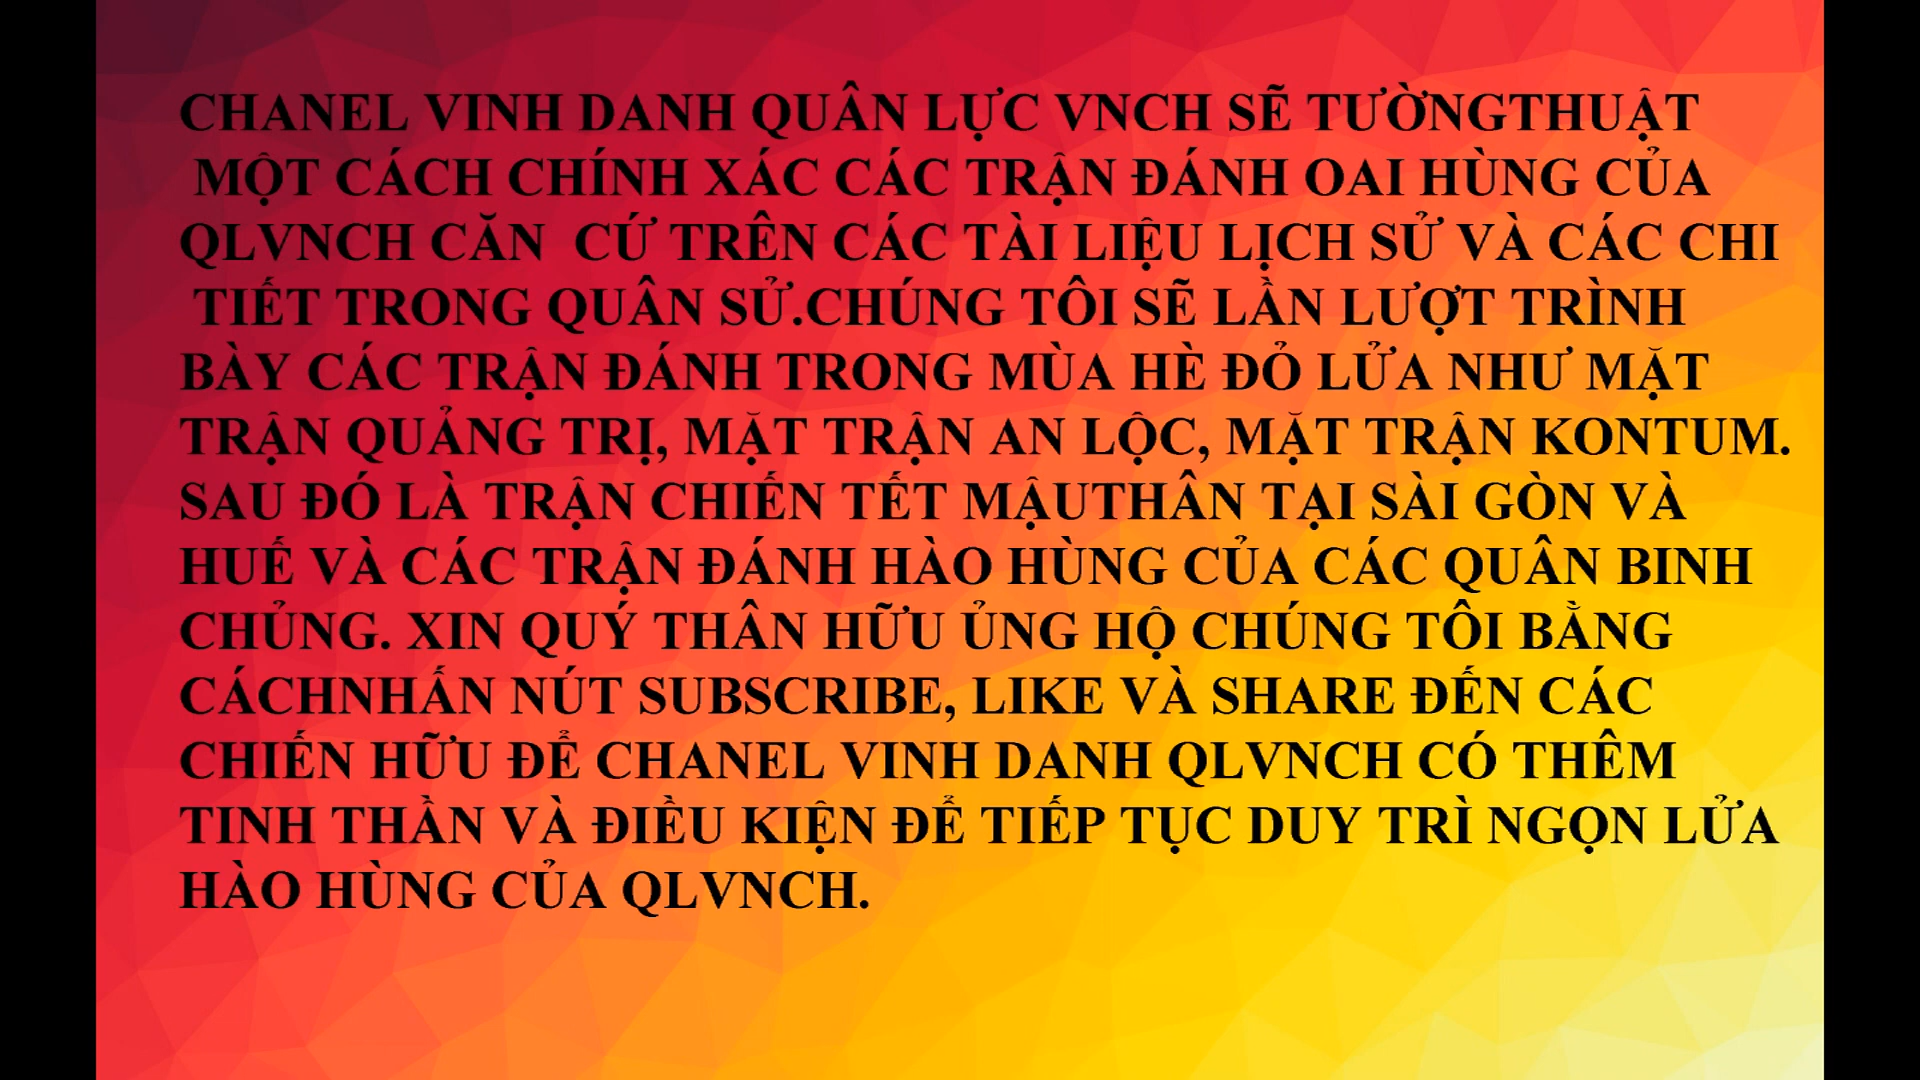 CHANEL VINH DANH QUÂN LỰC VNCH SẼ TƯỜNGTHUẬT
MỘT CÁCH CHÍNH XÁC CÁC TRẬN ĐÁNH OAI HÙNG CỦA
QLVNCH CĂN CỨ TRÊN CÁC TÀI LIỆU LỊCH SỬ VÀ CÁC CHI
TIẾT TRONG QUÂN SỬ.CHÚNG TÔI SẼ LẦN LƯỢT TRÌNH
BÀY CÁC TRẬN ĐÁNH TRONG MÙA HÈ ĐỎ LỬA NHƯ MẶT
TRẬN QUẢNG TRỊ, MẶT TRẬN AN LỘC, MẶT TRẬN KONTUM.
SAU ĐÓ LÀ TRẬN CHIẾN TẾT MẬUTHÂN TẠI SÀI GÒN VÀ
HUẾ VÀ CÁC TRẬN ĐÁNH HÀO HÙNG CỦA CÁC QUÂN BINH
CHỦNG. XIN QUÝ THÂN HỮU ỦNG HỘ CHÚNG TÔI BẰNG
CÁCHNHẤN NÚT SUBSCRIBE, LIKE VÀ SHARE ĐẾN CÁC
CHIẾN HỮU ĐỂ CHANEL VINH DANH QLVNCH CÓ THÊM
TINH THẦN VÀ ĐIỀU KIỆN ĐỂ TIẾP TỤC DUY TRÌ NGỌN LỬA
HÀO HÙNG CỦA QLVNCH.